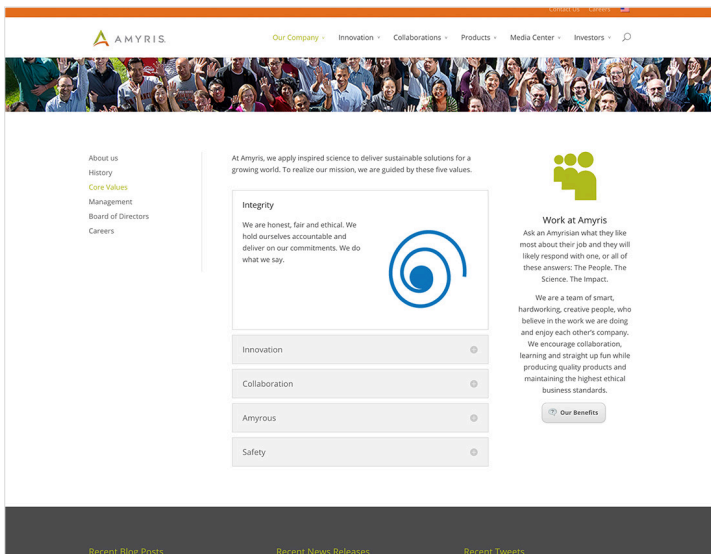 Contact Us Careers
AMYRIS
Our Company Innovation Collaborations Products Media Center Investors
About us
History
Core Values
Management
Board of Directors
Careers
At Amyris, we apply inspired science to deliver sustainable solutions for a
growing world. To realize our mission, we are guided by these five values.
Integrity
We are honest, fair and ethical. We
hold ourselves accountable and
deliver on our commitments. We do
what we say.
Innovation
Collaboration
Amyrous
Safety
Work at Amyris
Ask an Amyrisian what they like
most about their job and they will
likely respond with one, or all of
these answers: The People. The
Science. The Impact.
We are a team of smart,
hardworking, creative people, who
believe in the work we are doing
and enjoy each other's company.
We encourage collaboration,
learning and straight up fun while
producing quality products and
maintaining the highest ethical
business standards.
Our Benefits
Recent Blog Posts Recent News Releases Recent Tweets